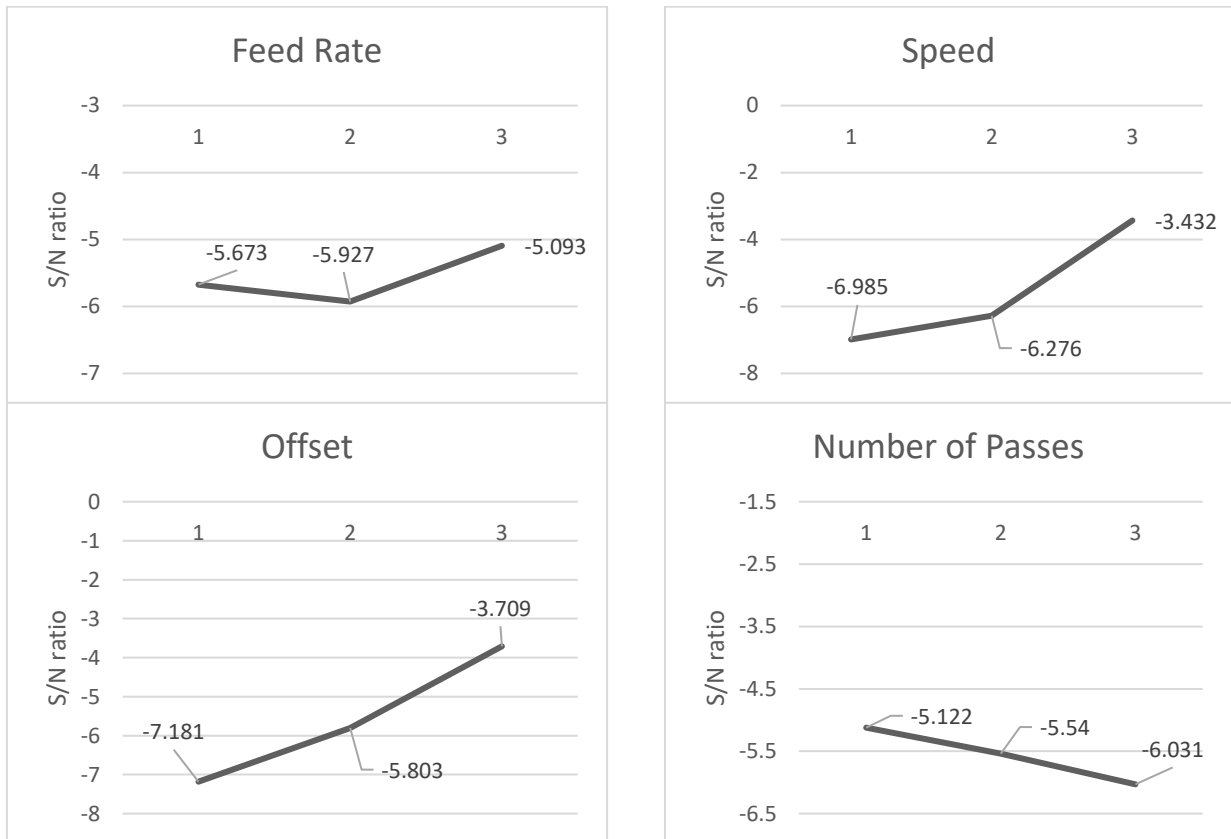 Feed Rate
-3
1 2 3
-4
-5
-5.673 -5.927 -5.093
-6
-7
S/N ratio
Speed
0
1 2 3
-2
-3.432
-4
-6.985
-6
-6.276
-8
S/N ratio
Offset
0
1 2 3
-1
-2
-3
-3.709
-4
-5
-7.181
-6
-5.803
-7
-8
S/N ratio
Number of Passes
-1.5
1 2 3
-2.5
-3.5
-4.5
-5.122 -5.54
-5.5
-6.031
-6.5
S/N ratio